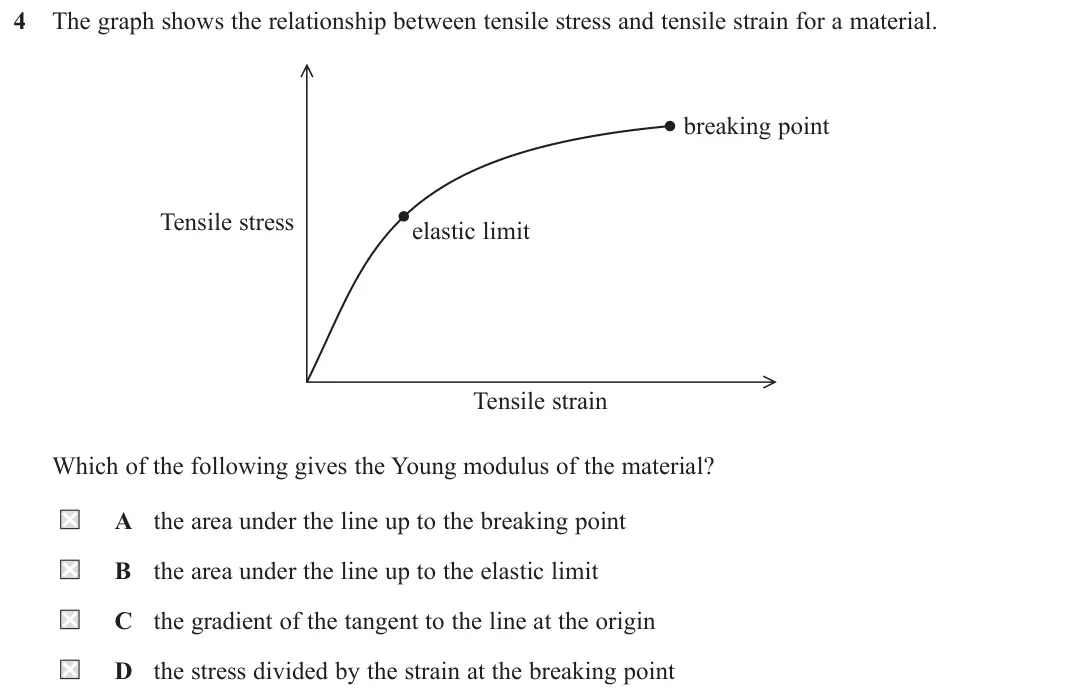 4 The graph shows the relationship between tensile stress and tensile strain for a material.
breaking point
Tensile stress
elastic limit
Tensile strain
Which of the following gives the Young modulus of the material?
A the area under the line up to the breaking point
B the area under the line up to the elastic limit
C the gradient of the tangent to the line at the origin
D the stress divided by the strain at the breaking point